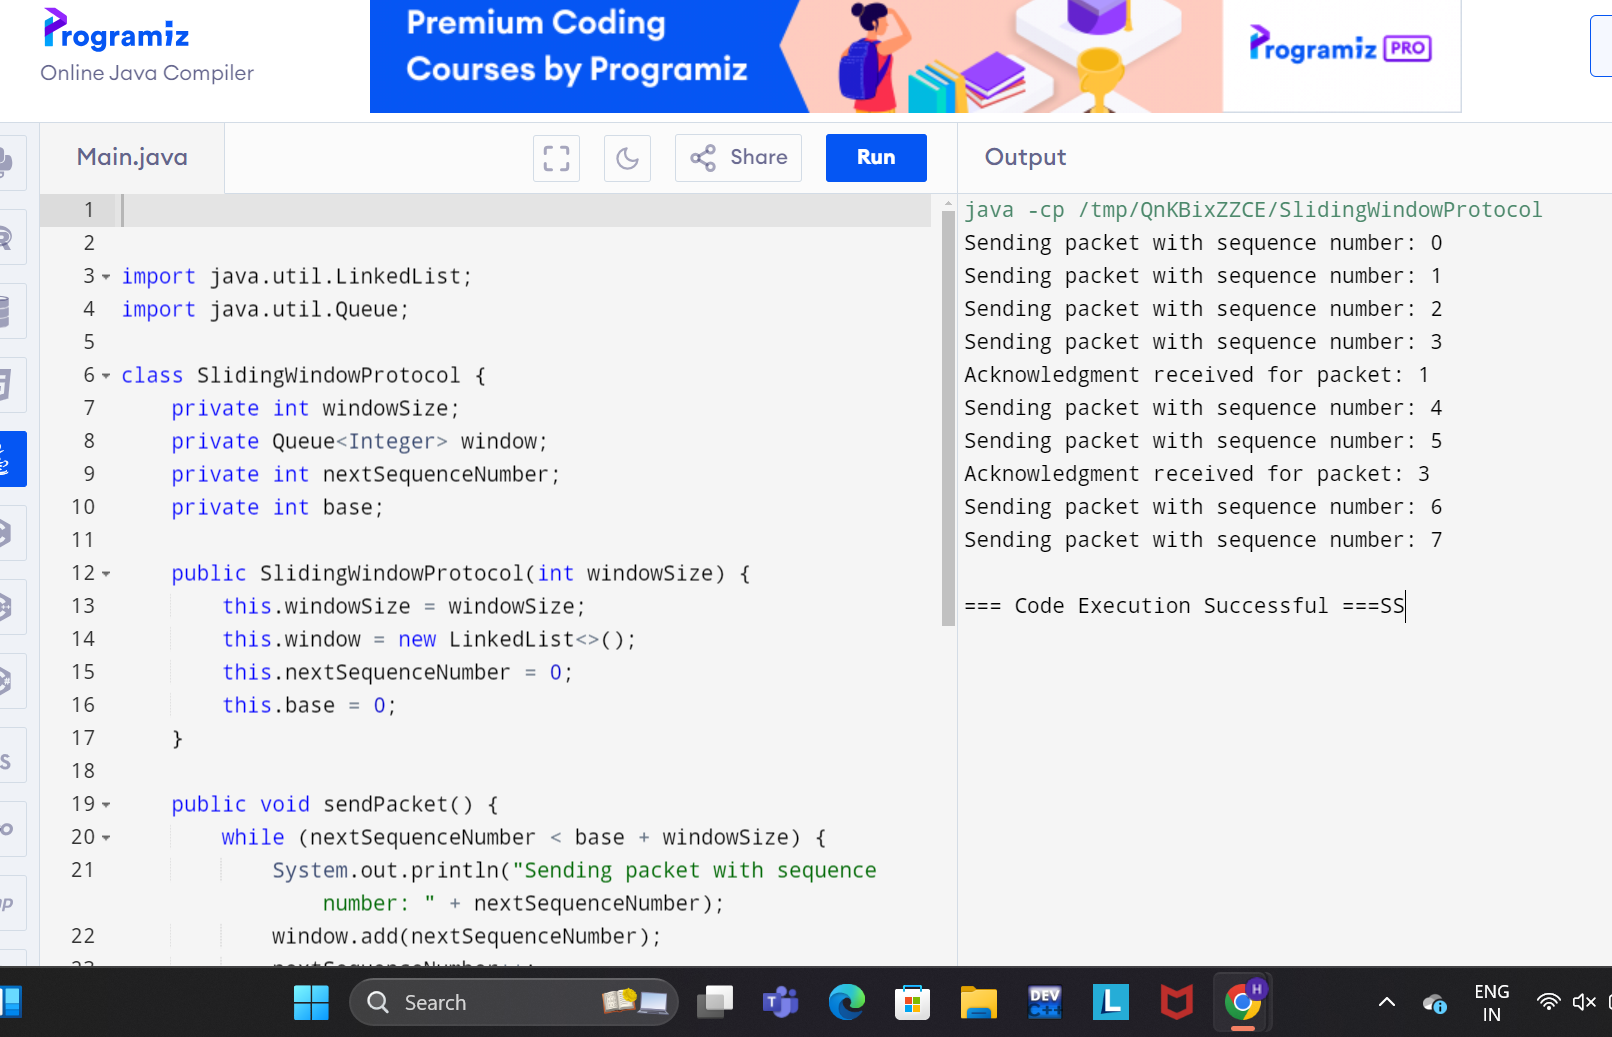 Programiz
Online Java Compiler
Premium Coding
Courses by Programiz
Programiz PRO
Main.java
Share
Run
Output
1
2
3 import java.util.LinkedList;
4 import java.util.Queue;
5
6 class SlidingWindowProtocol {
7 private int windowSize;
8 private Queue<Integer> window;
9 private int nextSequenceNumber;
10 private int base;
11
12 public SlidingWindowProtocol(int windowSize) {
13 this.windowSize = windowSize;
14 this.window = new LinkedList<>();
15 this.nextSequenceNumber = 0;
16 this.base = 0;
17 }
18
19 public void sendPacket() {
20 while (nextSequenceNumber < base + windowSize) {
21 System.out.println("Sending packet with sequence
number: " + nextSequenceNumber);
22 window.add(nextSequenceNumber);
java -cp /tmp/QnKBixZZCE/SlidingWindowProtocol
Sending packet with sequence number: 0
Sending packet with sequence number: 1
Sending packet with sequence number: 2
Sending packet with sequence number: 3
Acknowledgment received for packet: 1
Sending packet with sequence number: 4
Sending packet with sequence number: 5
Acknowledgment received for packet: 3
Sending packet with sequence number: 6
Sending packet with sequence number: 7
=== Code Execution Successful ===SS
Search
T
DEV
C++
L
H
ENG
IN